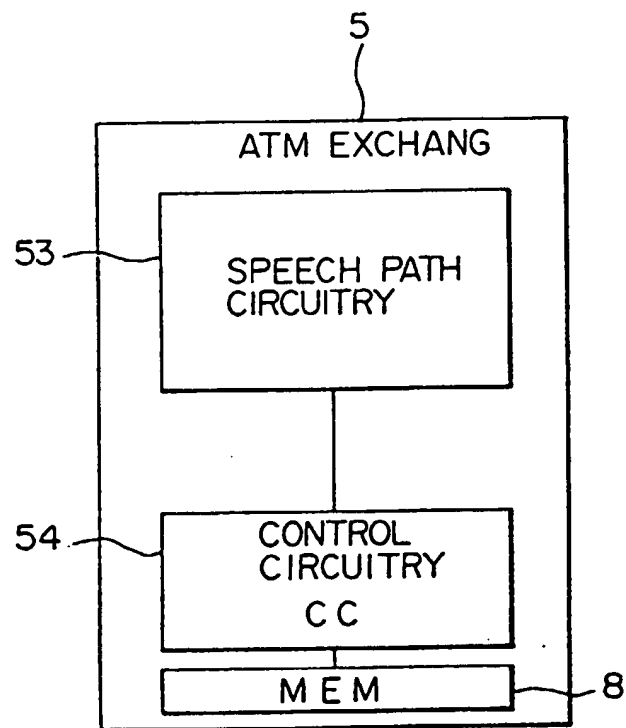 5
ATM EXCHANG
53
SPEECH PATH
CIRCUITRY
54
CONTROL
CIRCUITRY
CC
MEM
8